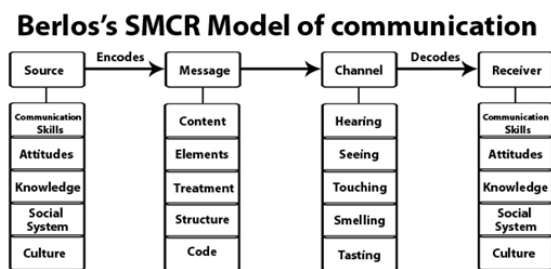 Berlos's SMCR Model of communication
Encodes
Decodes
Source
Message
Channel
Receiver
Communication
Skills
Attitudes
Knowledge
Social
System
Culture
Content
Elements
Treatment
Structure
Code
Hearing
Seeing
Touching
Smelling
Tasting
Communication
Skills
Attitudes
Knowledge
Social
System
Culture